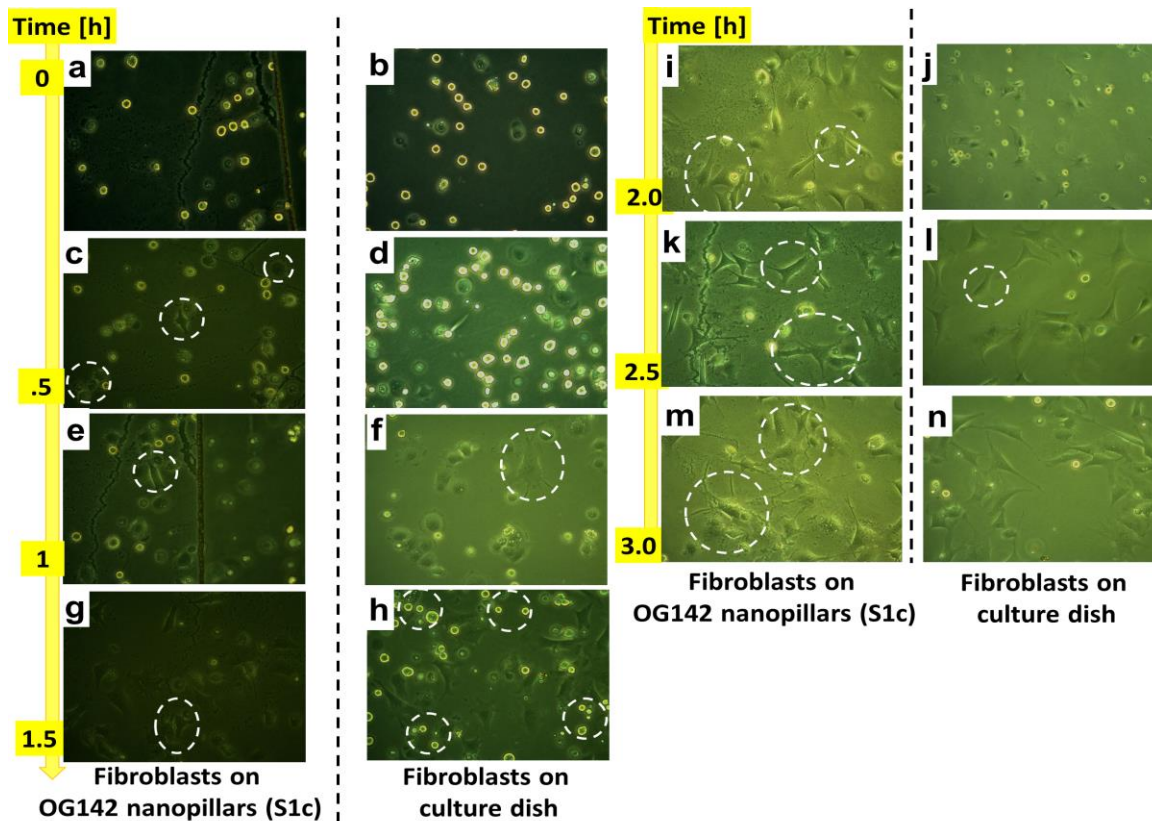 Time [h]
0
a
b
c
d
.5
e
f
1
g
h
1.5
Fibroblasts on
OG142 nanopillars (S1c)
Fibroblasts on
culture dish
Time [h]
i
j
2.0
k
l
2.5
m
n
3.0
Fibroblasts on
OG142 nanopillars (S1c)
Fibroblasts on
culture dish